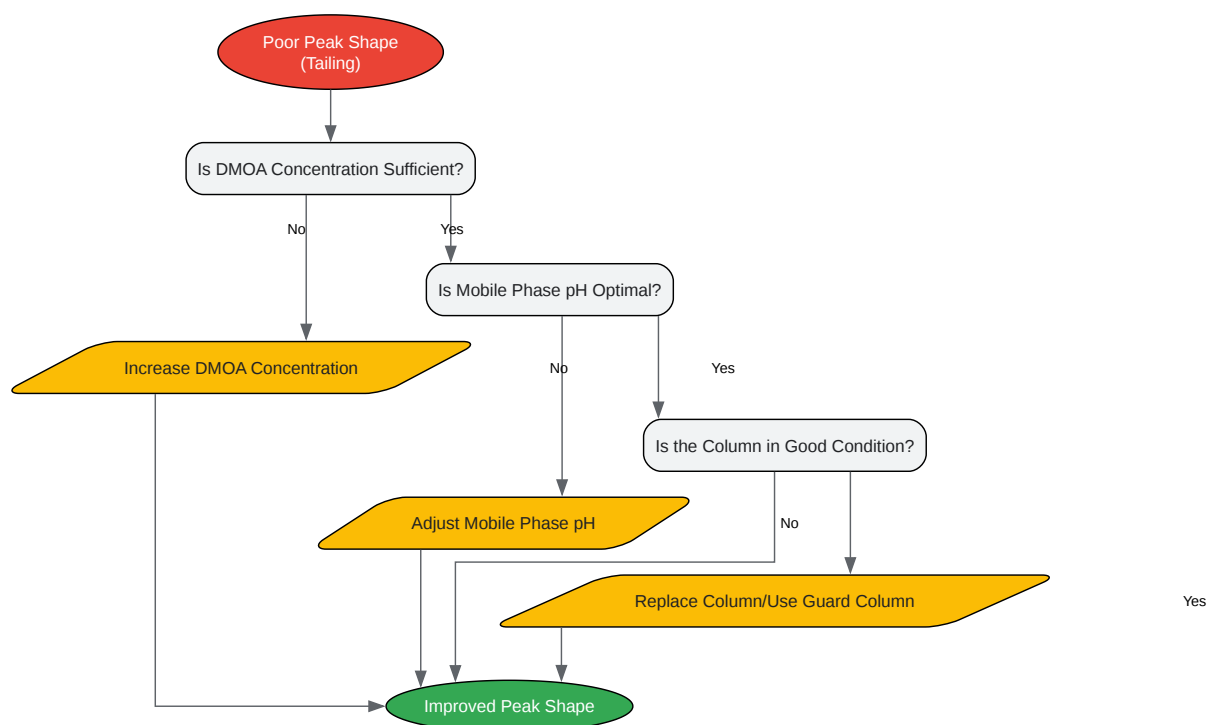 Poor Peak Shape
(Tailing)
Is DMOA Concentration Sufficient?
No
Yes
Is Mobile Phase pH Optimal?
Increase DMOA Concentration
No
Yes
Is the Column in Good Condition?
Adjust Mobile Phase pH
No
Replace Column/Use Guard Column
Yes
Improved Peak Shape